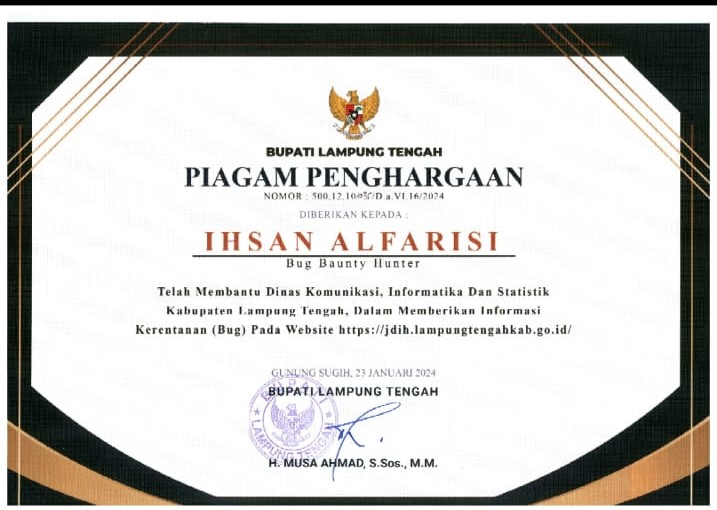 BUPATI LAMPUNG TENGAH
PIAGAM PENGHARGAAN
NOMOR : 500.12.10/ /D.a.VI.16/2024
DIBERIKAN KEPADA :
IHSAN ALFARISI
Bug Baunty Hunter
Telah Membantu Dinas Komunikasi, Informatika Dan Statistik
Kabupaten Lampung Tengah, Dalam Memberikan Informasi
Kerentanan (Bug) Pada Website https://jdih.lampungtengahkab.go.id/
GUNUNG SUGIH, 23 JANUARI 2024
BUPATI LAMPUNG TENGAH
BUPATI
LAMPUNG TENGAH
H. MUSA AHMAD, S.Sos., M.M.